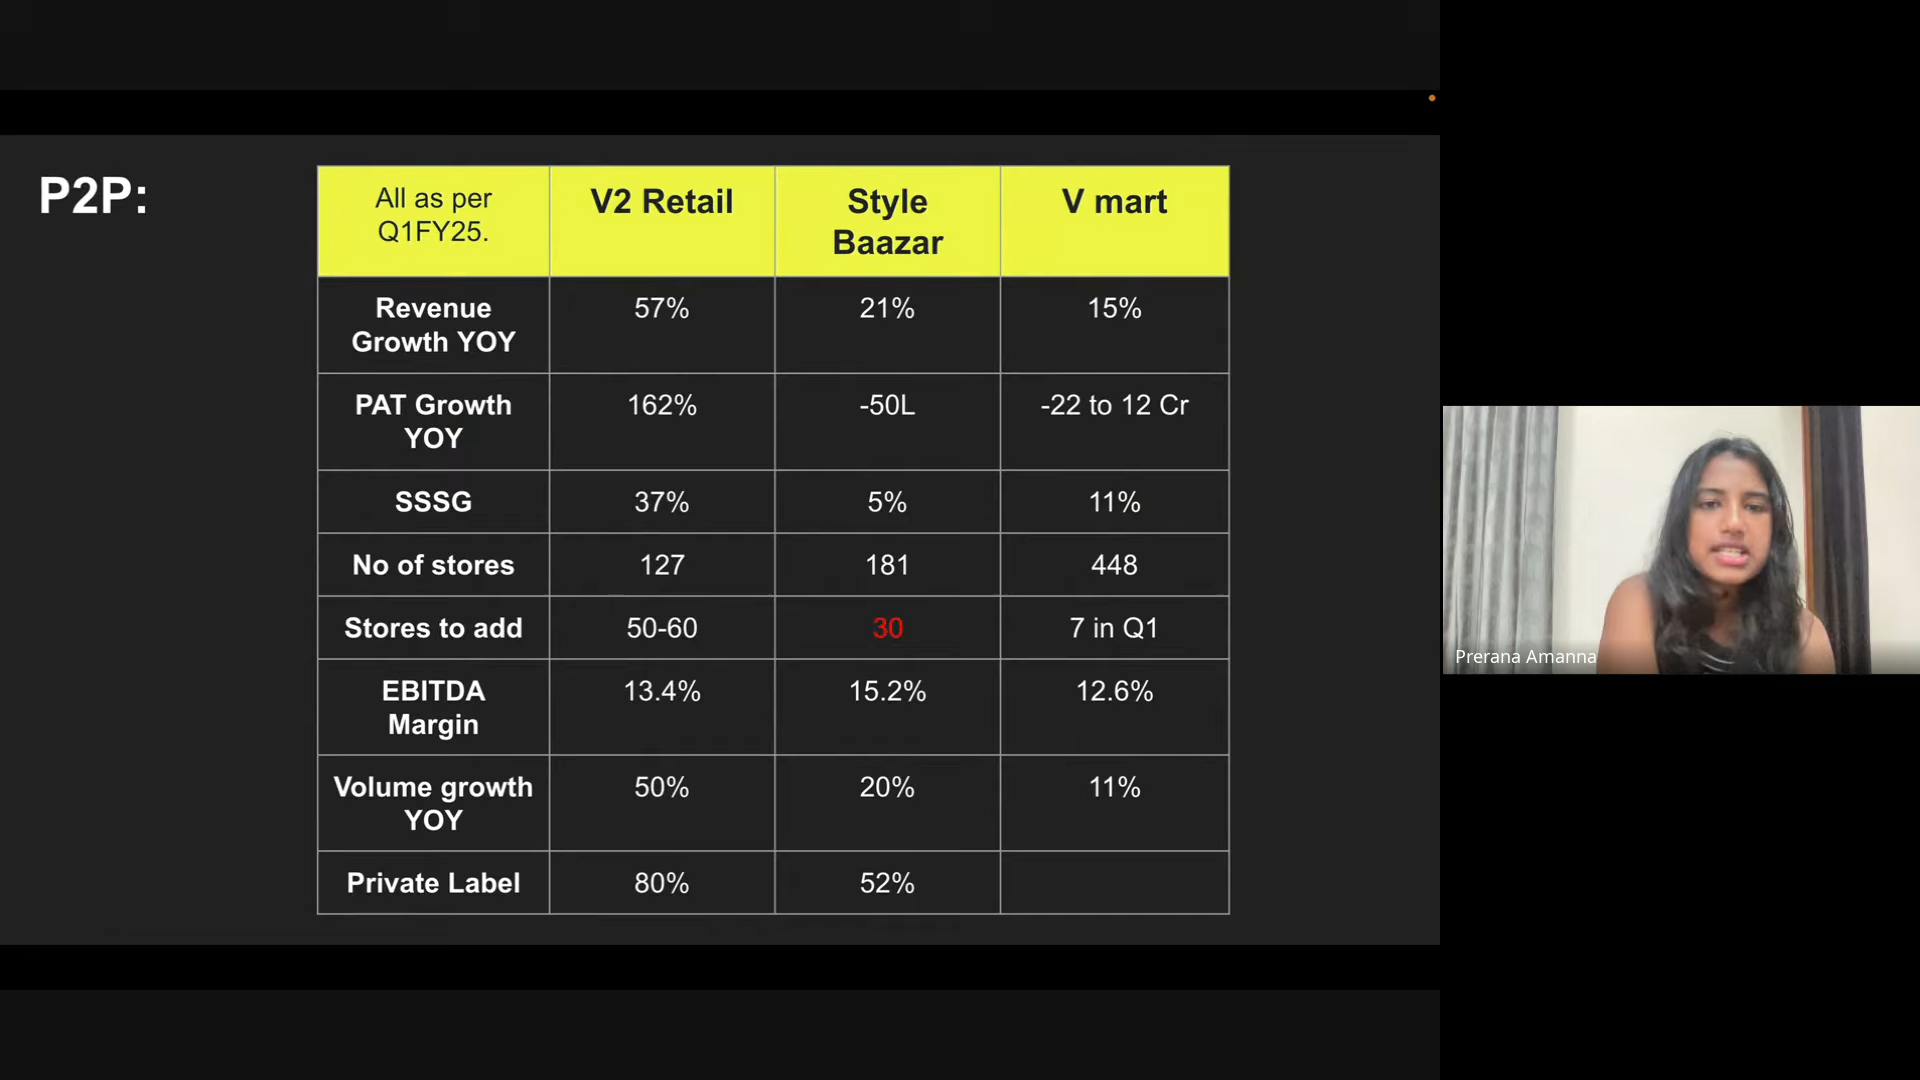 P2P:
All as per
Q1FY25.
V2 Retail
Style
Baazar
V mart
Revenue
Growth YOY
57%
21%
15%
PAT Growth
YOY
162%
-50L
-22 to 12 Cr
SSSG
37%
5%
11%
No of stores
127
181
448
Stores to add
50-60
30
7 in Q1
EBITDA
Margin
13.4%
15.2%
12.6%
Volume growth
YOY
50%
20%
11%
Private Label
80%
52%
Prerana Amanna